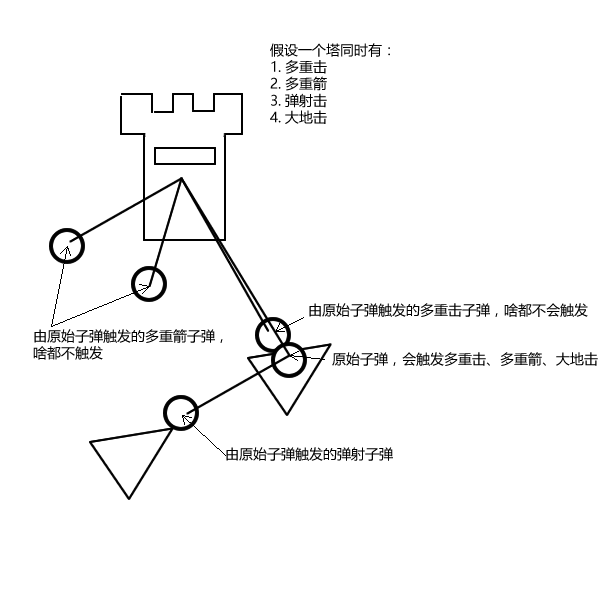 假设一个塔同时有：
1. 多重击
2. 多重箭
3. 弹射击
4. 大地击
由原始子弹触发的多重击子弹，啥都不会触发
由原始子弹触发的多重箭子弹，
啥都不触发
原始子弹，会触发多重击、多重箭、大地击
由原始子弹触发的弹射子弹